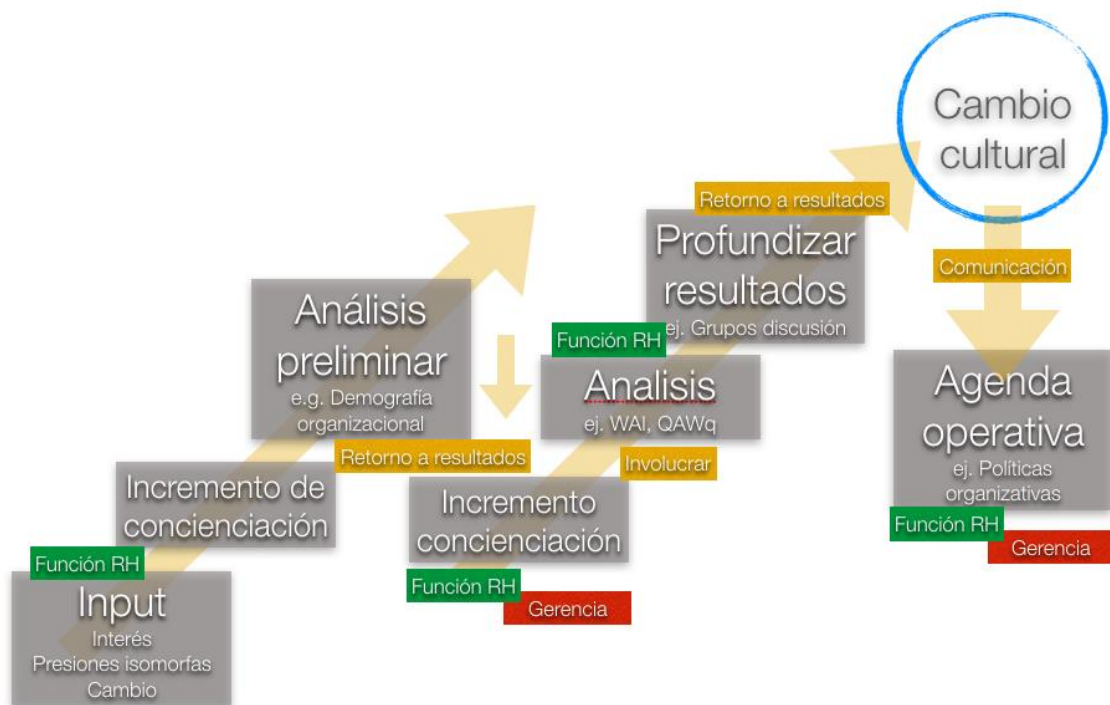 Función RH
Input
Interés
Presiones isomorfas
Cambio
Incremento de
concienciación
Análisis
preliminar
e.g. Demografía
organizacional
Retorno a resultados
Incremento
concienciación
Función RH
Gerencia
Función RH
Analisis
ej. WAI, QAWq
Involucrar
Retorno a resultados
Profundizar
resultados
ej. Grupos discusión
Cambio
cultural
Comunicación
Agenda
operativa
ej. Políticas
organizativas
Función RH
Gerencia